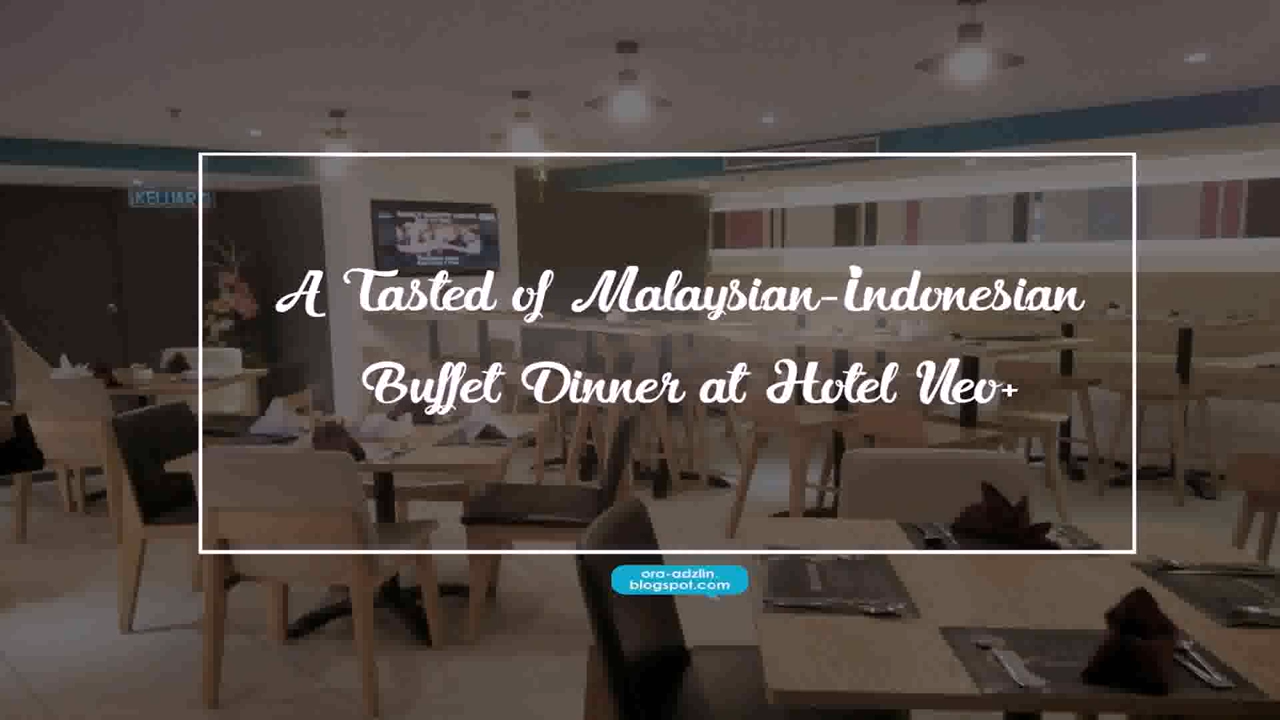 KELUAR
A Tasted of Malaysian-Indonesian
Buffet Dinner at Hotel Neo+
ora-adzlin.
blogspot.com